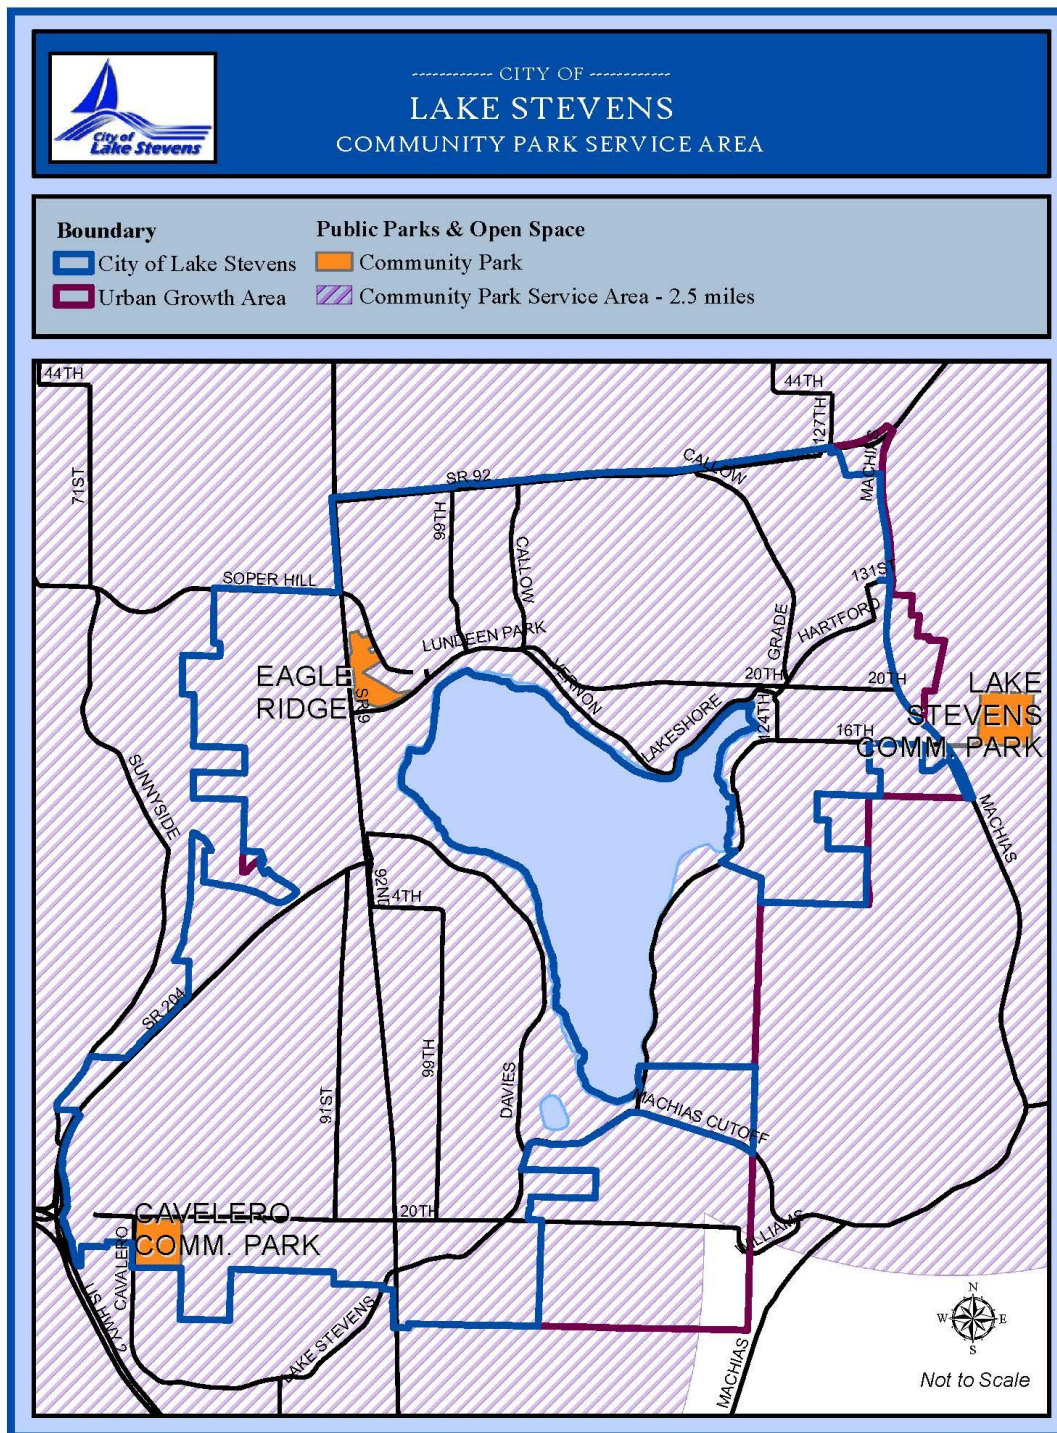 ------------ CITY OF ------------
LAKE STEVENS
COMMUNITY PARK SERVICE AREA
City of
Lake Stevens
Boundary
City of Lake Stevens
Urban Growth Area
Public Parks & Open Space
Community Park
Community Park Service Area - 2.5 miles
44TH
44TH
127TH
71ST
MACHIAS
CALLOW
SR 92
99TH
CALLOW
131ST
SOPER HILL
HARTFORD
GRADE
LUNDEEN PARK
VERNON
20TH
20TH
EAGLE
RIDGE
SR 9
LAKE
STEVENS
COMM. PARK
LAKESHORE
124TH
16TH
SUNNYSIDE
MACHIAS
92ND
4TH
SR 204
99TH
91ST
DAVIES
MACHIAS CUTOFF
CAVELERO
COMM. PARK
20TH
WILLIAMS
CAVALERO
US HWY 2
LAKE STEVENS
MACHIAS
N
W
E
S
Not to Scale